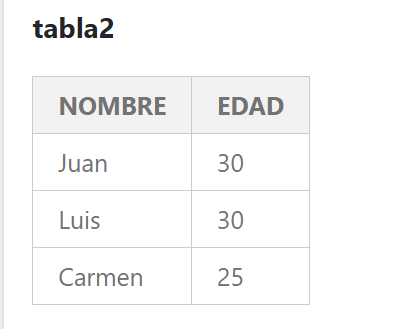 tabla2
NOMBRE EDAD
Juan 30
Luis 30
Carmen 25